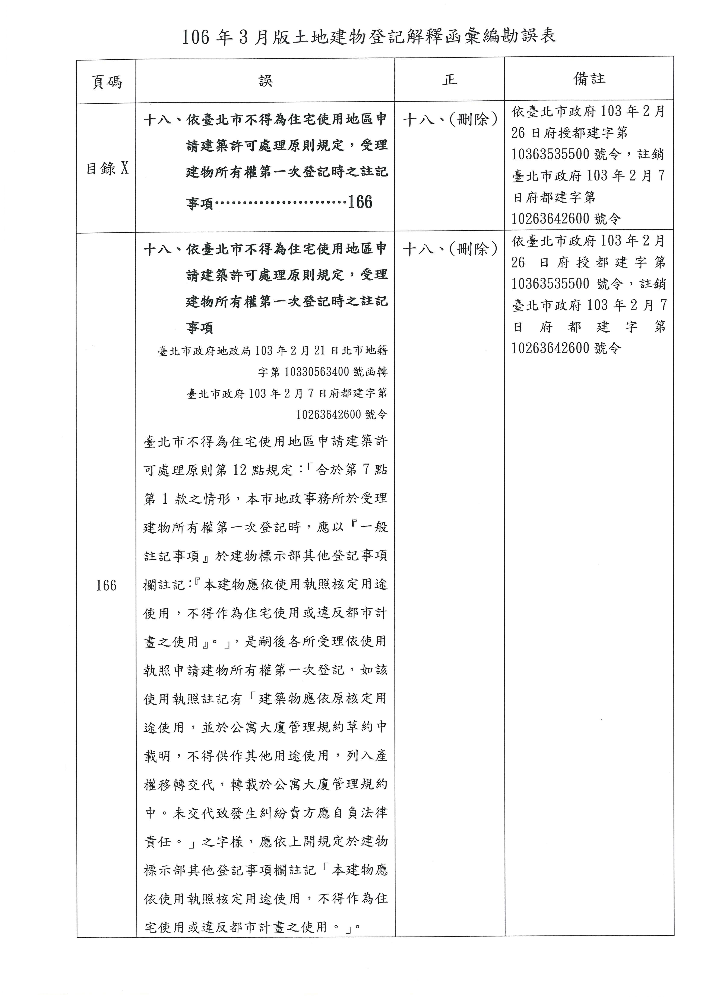 106 年 3 月版土地建物登記解釋函彙編勘誤表
頁碼
誤
正
備註
目錄 X
十八、依臺北市不得為住宅使用地區申
請建築許可處理原則規定，受理
建物所有權第一次登記時之註記
事項……………………166
十八、(刪除)
依臺北市政府 103 年 2 月
26 日府授都建字第
10363535500 號令，註銷
臺北市政府 103 年 2 月 7
日府都建字第
10263642600 號令
166
十八、依臺北市不得為住宅使用地區申
請建築許可處理原則規定，受理
建物所有權第一次登記時之註記
事項
臺北市政府地政局 103 年 2 月 21 日北市地籍
字第 10330563400 號函轉
臺北市政府 103 年 2 月 7 日府都建字第
10263642600 號令
臺北市不得為住宅使用地區申請建築許
可處理原則第 12 點規定：「合於第 7 點
第 1 款之情形，本市地政事務所於受理
建物所有權第一次登記時，應以『一般
註記事項』於建物標示部其他登記事項
欄註記：『本建物應依使用執照核定用途
使用，不得作為住宅使用或違反都市計
畫之使用』。」，是嗣後各所受理依使用
執照申請建物所有權第一次登記，如該
使用執照註記有「建築物應依原核定用
途使用，並於公寓大廈管理規約草約中
載明，不得供作其他用途使用，列入產
權移轉交代，轉載於公寓大廈管理規約
中。未交代致發生糾紛賣方應自負法律
責任。」之字樣，應依上開規定於建物
標示部其他登記事項欄註記「本建物應
依使用執照核定用途使用，不得作為住
宅使用或違反都市計畫之使用。」。
十八、(刪除)
依臺北市政府 103 年 2 月
26 日府授都建字第
10363535500 號令，註銷
臺北市政府 103 年 2 月 7
日府都建字第
10263642600 號令